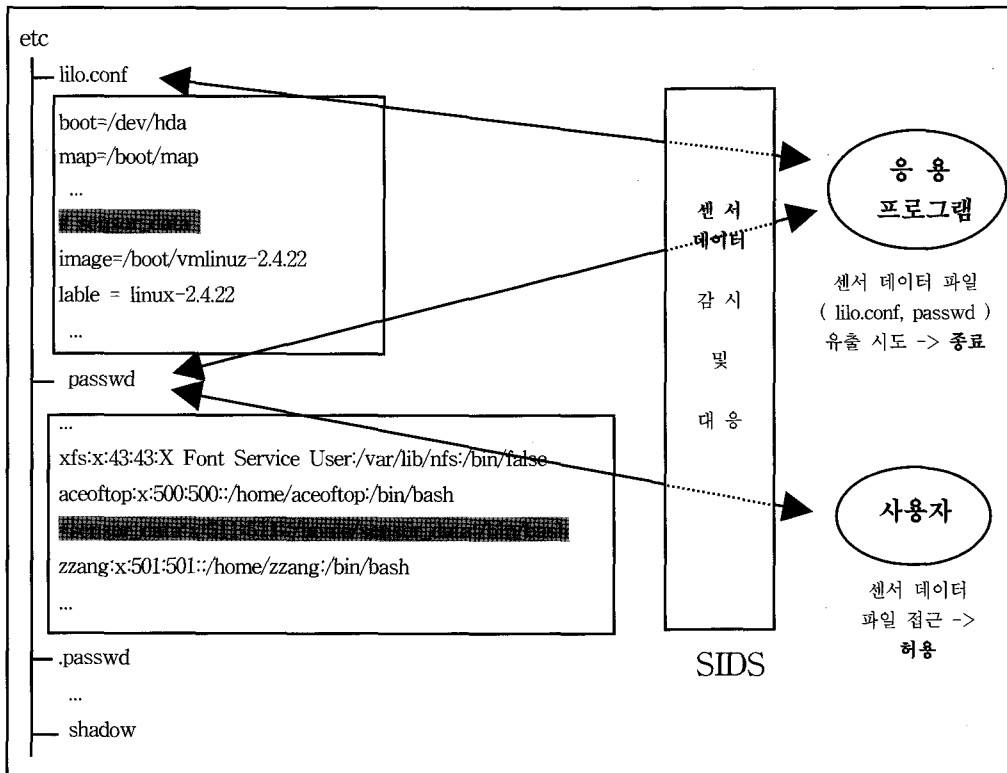 etc
lilo.conf
boot=/dev/hda
map=/boot/map
...
image=/boot/vmlinuz-2.4.22
lable = linux-2.4.22
...
passwd
...
xfs:x:43:43:X Font Service User:/var/lib/nfs:/bin/false
aceoftop:x:500:500::/home/aceoftop:/bin/bash
zzang:x:501:501::/home/zzang:/bin/bash
...
.passwd
...
shadow
센 서
데이터
감 시
및
대 응
SIDS
응 용
프로그램
센서 데이터 파일
( lilo.conf, passwd )
유출 시도 -> 종료
사용자
센서 데이터
파일 접근 ->
허용